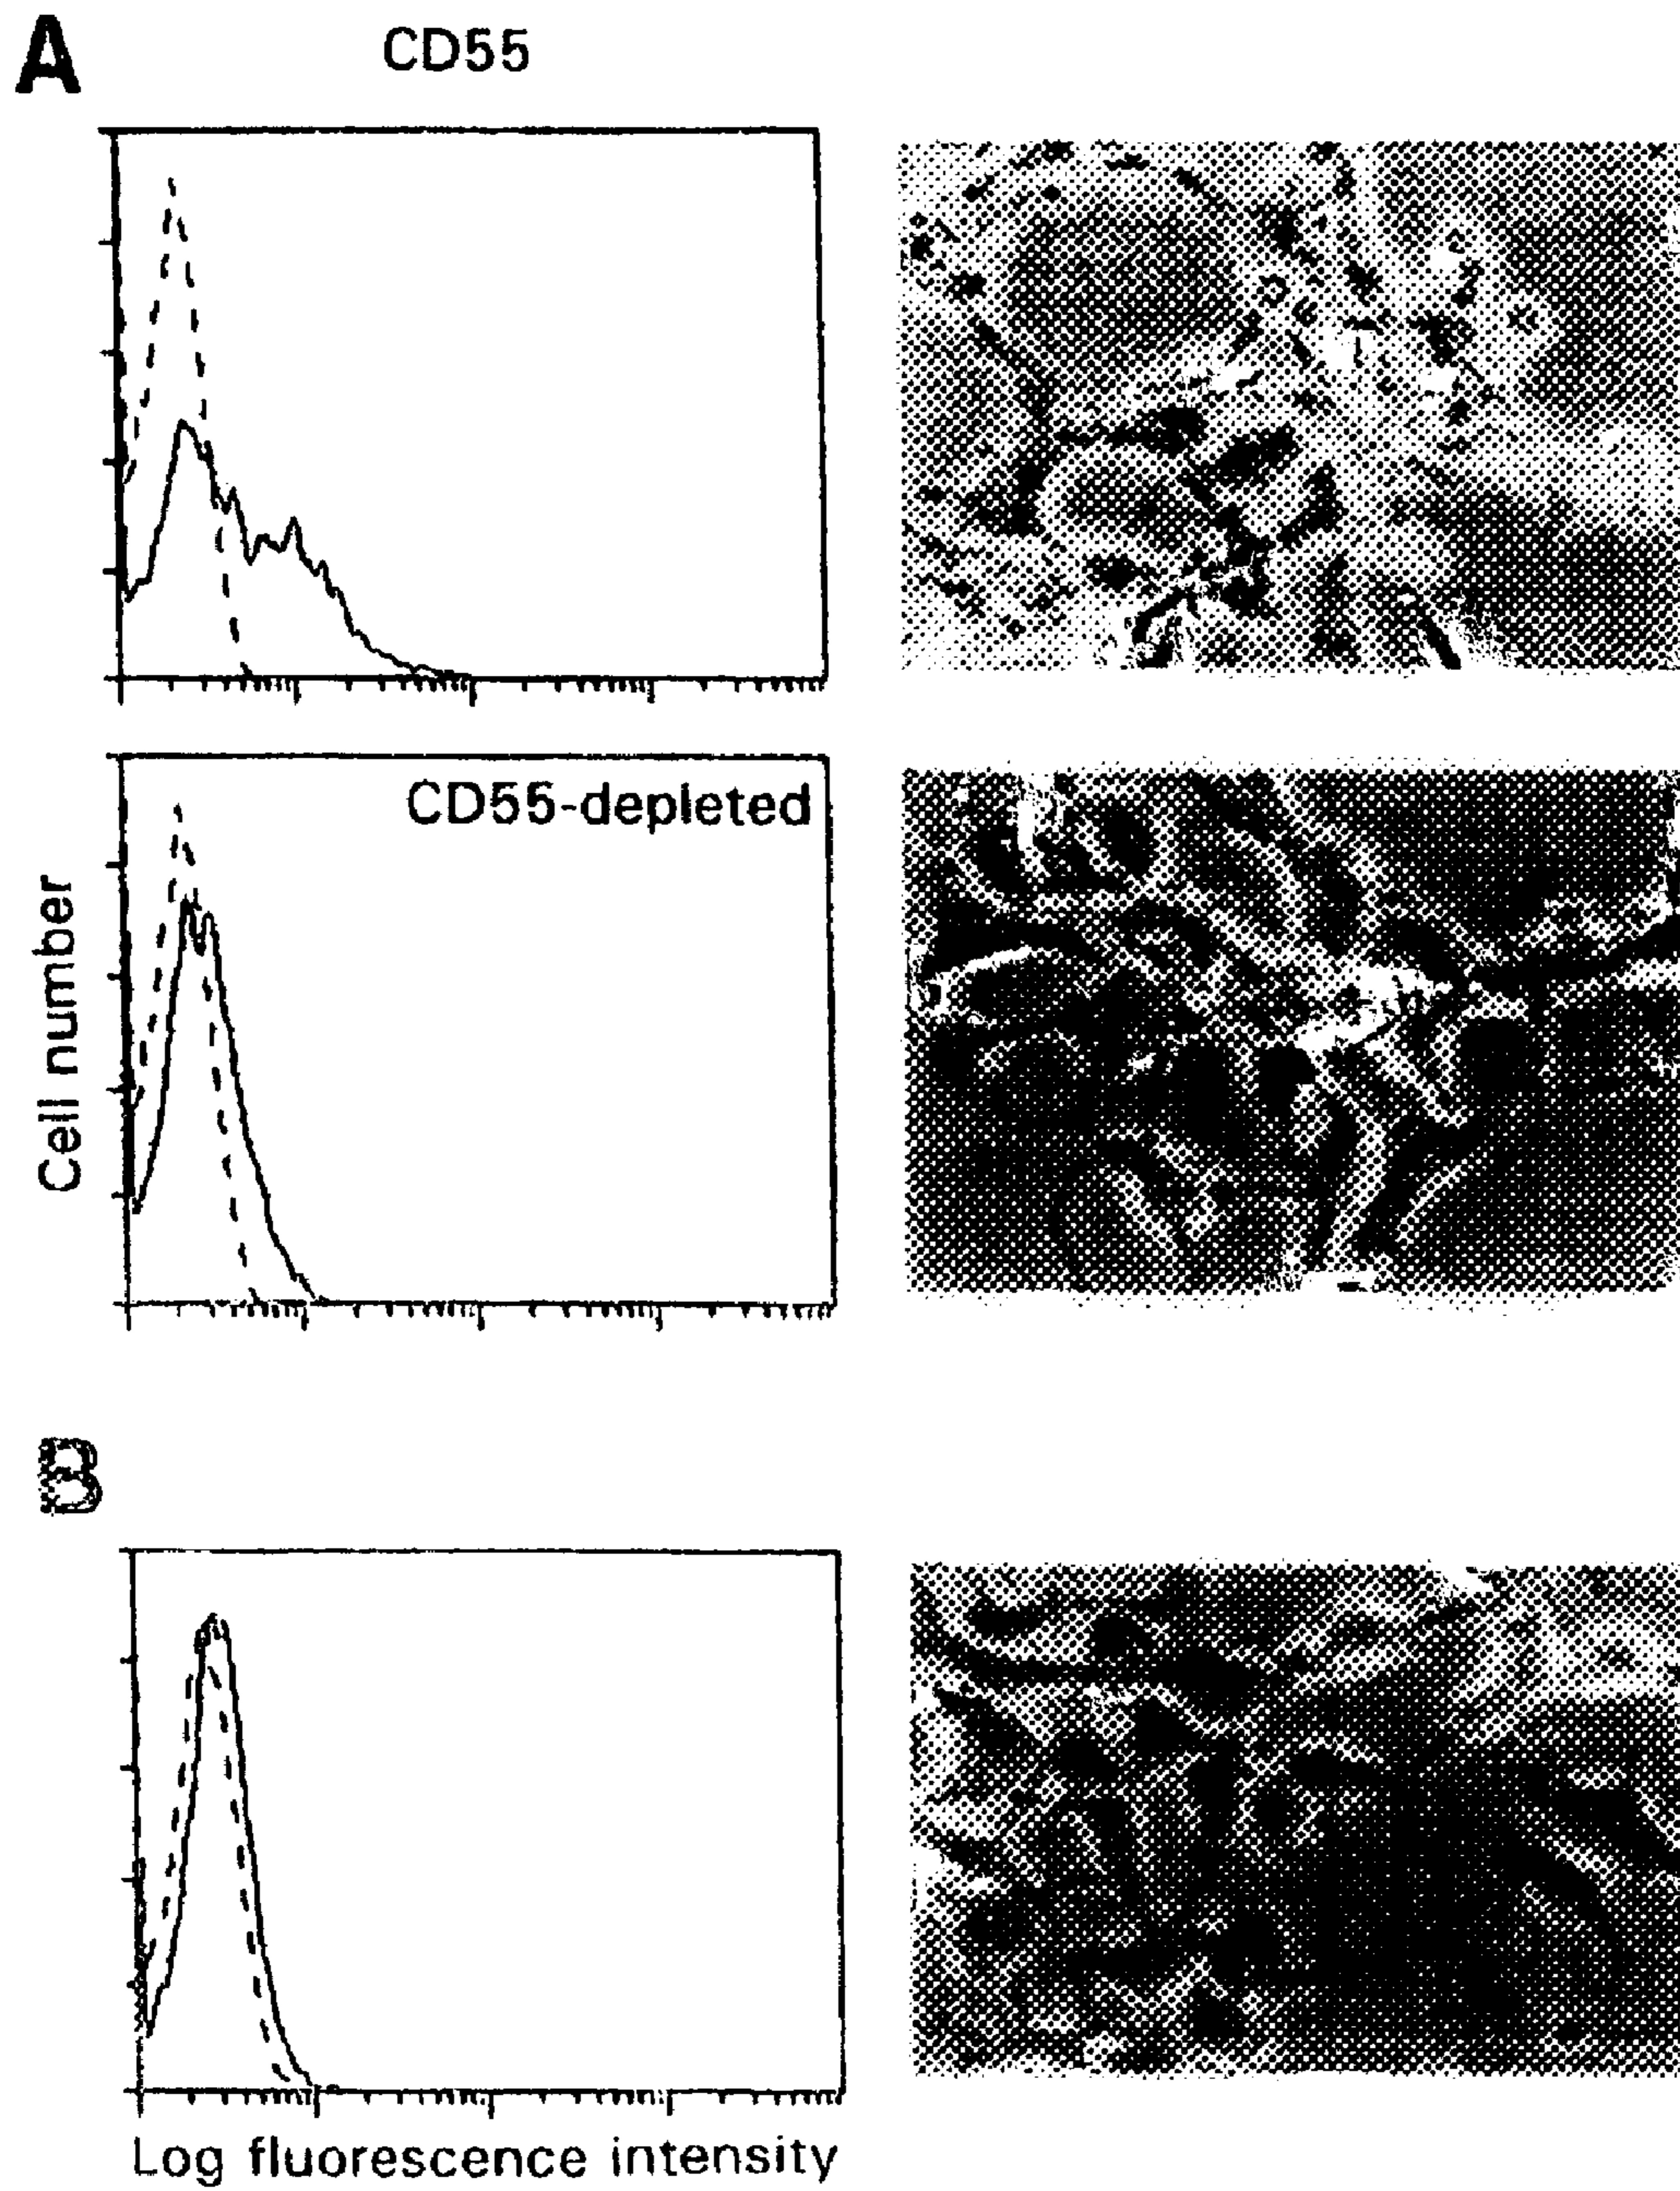 A
CD55
CD55-depleted
Cell number
B
Log fluorescence intensity